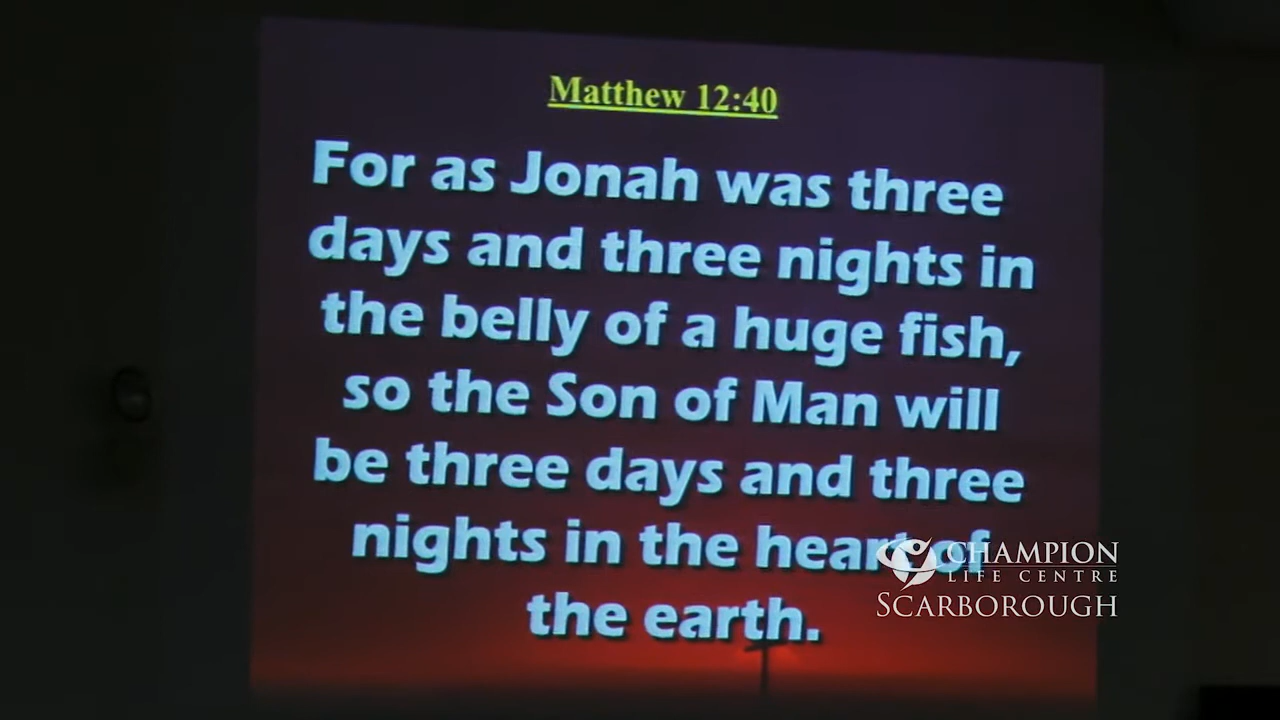 Matthew 12:40
For as Jonah was three
days and three nights in
the belly of a huge fish,
so the Son of Man will
be three days and three
nights in the heart of
the earth.
CHAMPION
LIFE CENTRE
SCARBOROUGH